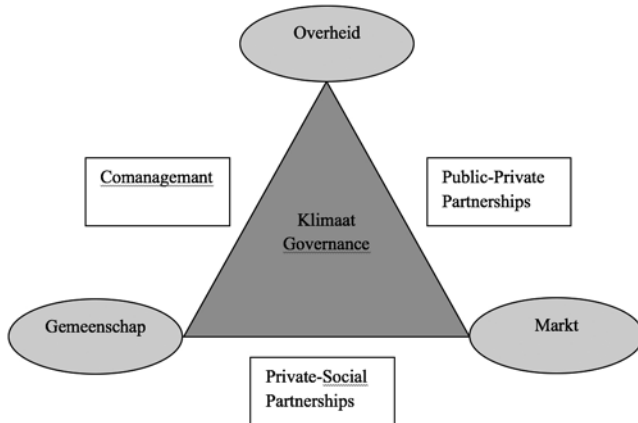 Overheid
Comanagemant
Public-Private
Partnerships
Klimaat
Governance
Gemeenschap
Markt
Private-Social
Partnerships